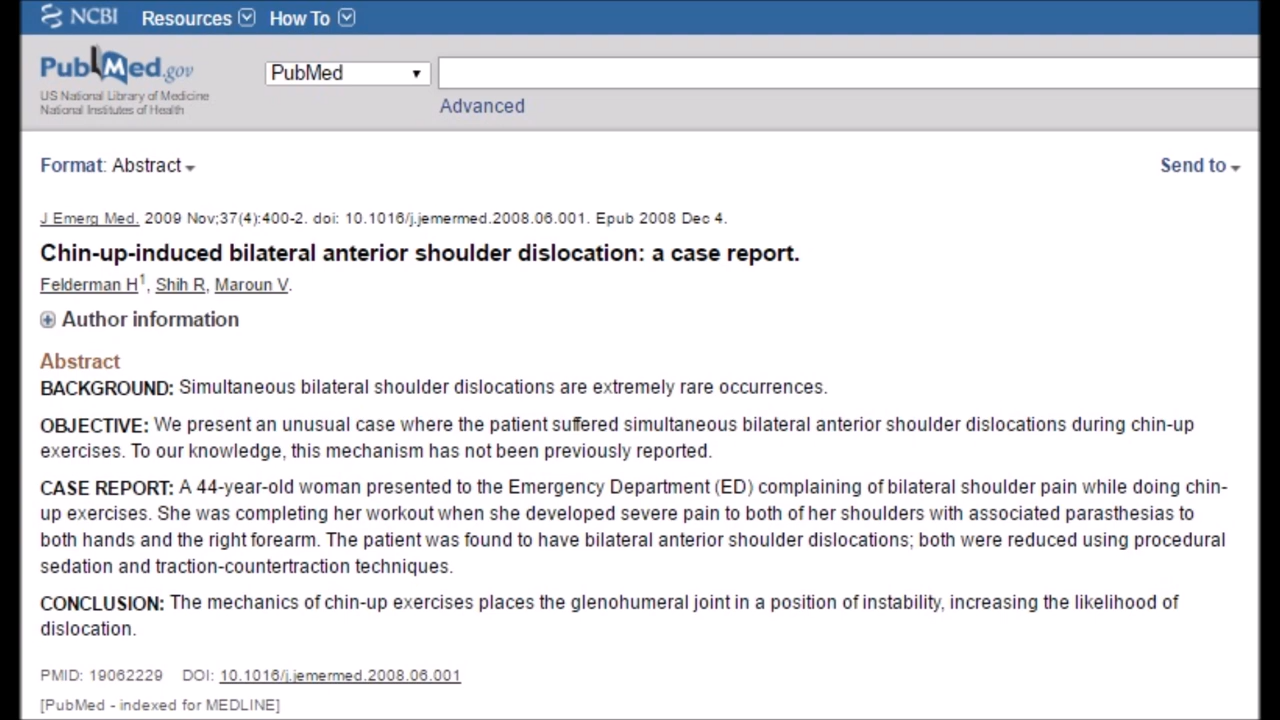 NCBI Resources How To
PubMed.gov
US National Library of Medicine
National Institutes of Health
PubMed
Advanced
Format: Abstract
Send to
J Emerg Med. 2009 Nov;37(4):400-2. doi: 10.1016/j.jemermed.2008.06.001. Epub 2008 Dec 4.
Chin-up-induced bilateral anterior shoulder dislocation: a case report.
Felderman H1, Shih R, Maroun V.
Author information
Abstract
BACKGROUND: Simultaneous bilateral shoulder dislocations are extremely rare occurrences.
OBJECTIVE: We present an unusual case where the patient suffered simultaneous bilateral anterior shoulder dislocations during chin-up
exercises. To our knowledge, this mechanism has not been previously reported.
CASE REPORT: A 44-year-old woman presented to the Emergency Department (ED) complaining of bilateral shoulder pain while doing chin-
up exercises. She was completing her workout when she developed severe pain to both of her shoulders with associated parasthesias to
both hands and the right forearm. The patient was found to have bilateral anterior shoulder dislocations; both were reduced using procedural
sedation and traction-countertraction techniques.
CONCLUSION: The mechanics of chin-up exercises places the glenohumeral joint in a position of instability, increasing the likelihood of
dislocation.
PMID: 19062229 DOI: 10.1016/j.jemermed.2008.06.001
[PubMed - indexed for MEDLINE]